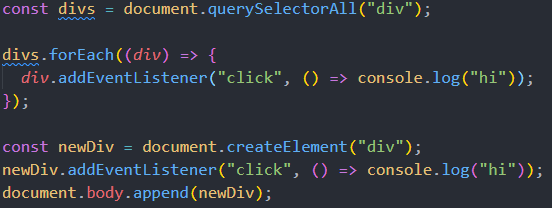 const divs = document.querySelectorAll("div");
divs.forEach((div) => {
div.addEventListener("click", () => console.log("hi"));
});
const newDiv = document.createElement("div");
newDiv.addEventListener("click", () => console.log("hi"));
document.body.append(newDiv);